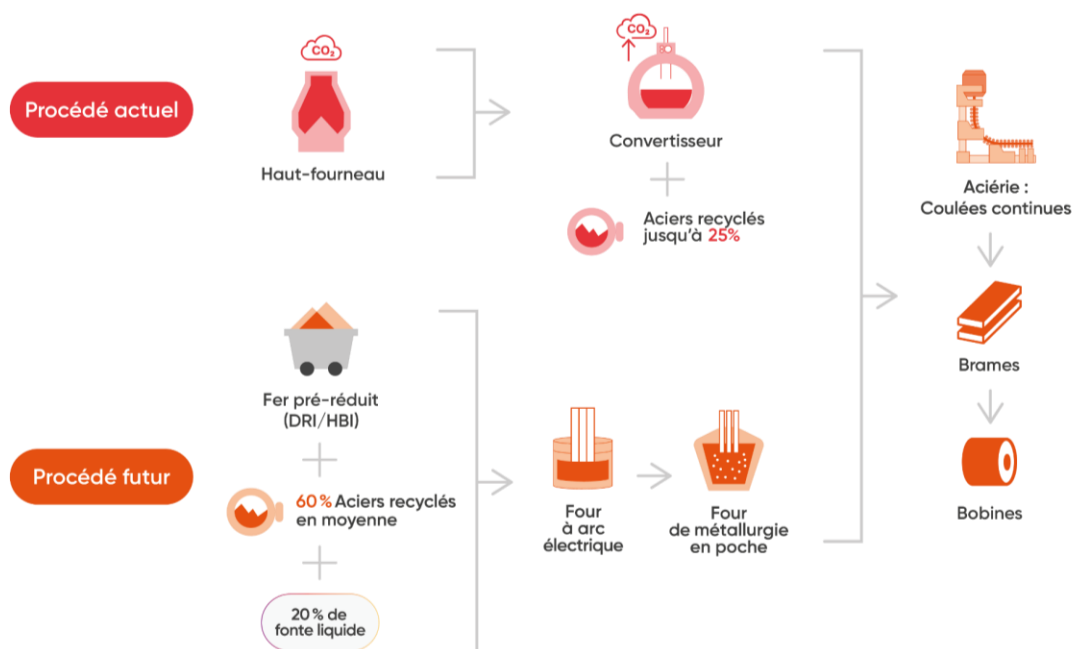 Procédé actuel
CO₂
Haut-fourneau
CO₂
Convertisseur
Aciers recyclés
jusqu'à 25%
Aciérie :
Coulées continues
Brames
Bobines
Procédé futur
Fer pré-réduit
(DRI/HBI)
60 % Aciers recyclés
en moyenne
20 % de
fonte liquide
Four
à arc
électrique
Four
de métallurgie
en poche